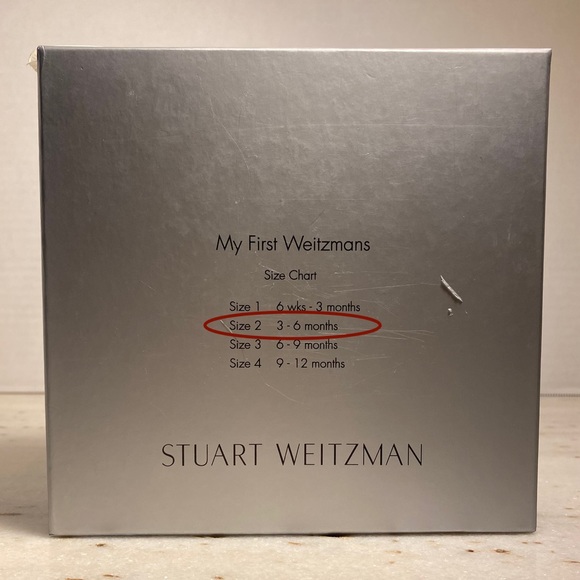 My First Weitzmans
Size Chart
Size 1 6 wks - 3 months
Size 2 3 - 6 months
Size 3 6 - 9 months
Size 4 9 - 12 months
STUART WEITZMAN